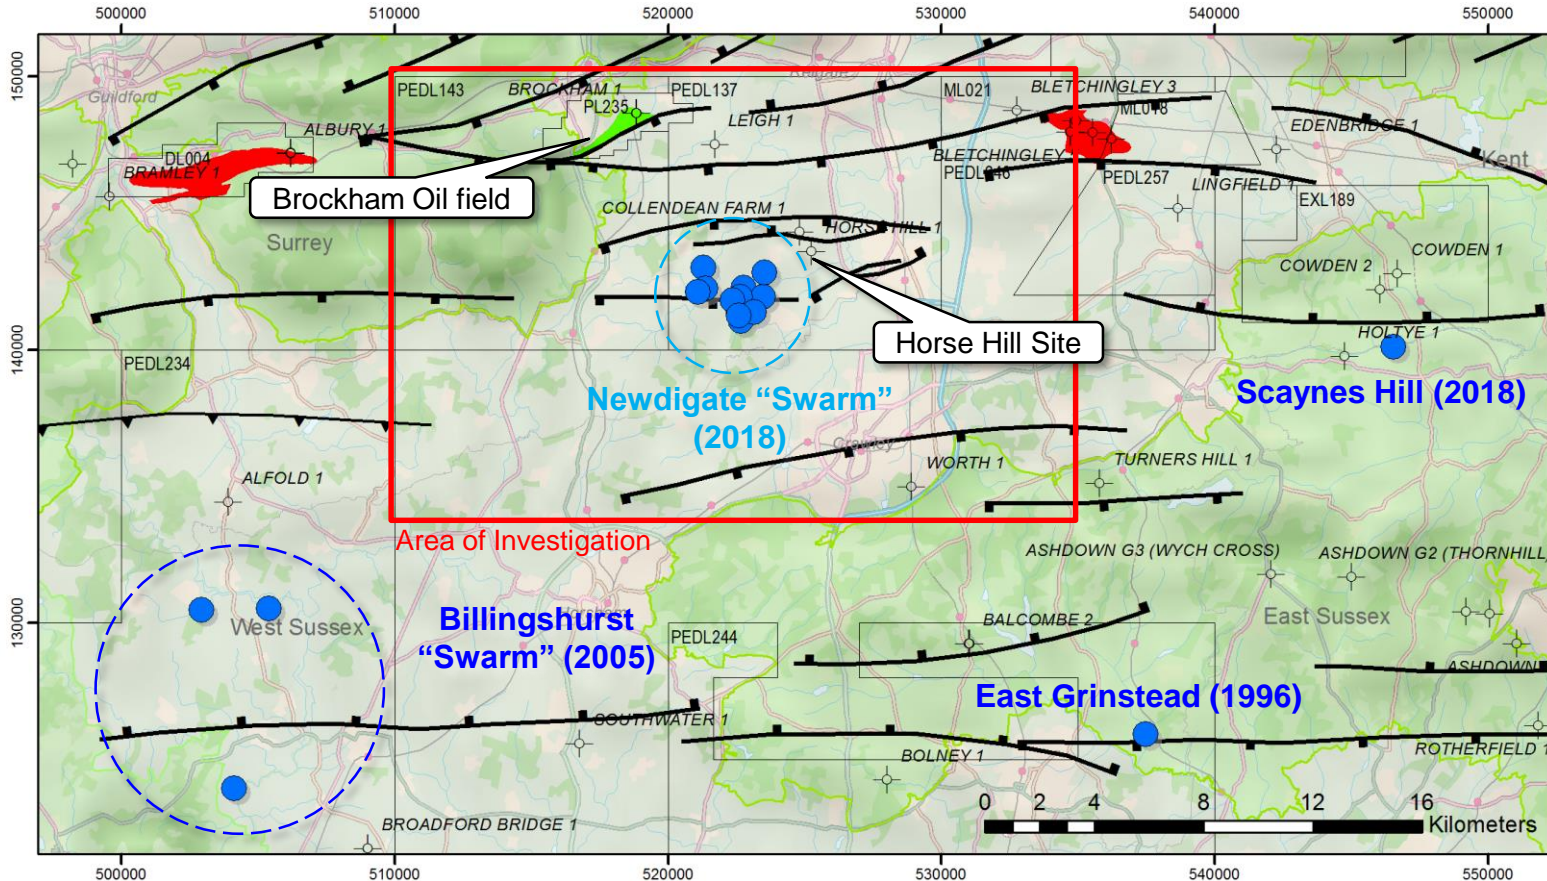 500000
510000
520000
530000
540000
550000
150000
140000
130000
Guildford
Reigate
PEDL143
BROCKHAM 1
PL235
PEDL137
ML021
BLETCHINGLEY 3
ML018
ALBURY 1
LEIGH 1
EDENBRIDGE 1
DL004
BRAMLEY 1
BLETCHINGLEY
PEDL246
PEDL257
LINGFIELD 1
Kent
EXL189
Brockham Oil field
COLLENDEAN FARM 1
HORSE HILL 1
Surrey
COWDEN 1
COWDEN 2
Horse Hill Site
HOLTYE 1
PEDL234
Newdigate “Swarm”
(2018)
Scaynes Hill (2018)
Crawley
WORTH 1
TURNERS HILL 1
ALFOLD 1
Area of Investigation
ASHDOWN G3 (WYCH CROSS)
ASHDOWN G2 (THORNHILL)
Horsham
Billingshurst
“Swarm” (2005)
West Sussex
PEDL244
BALCOMBE 2
East Sussex
ASHDOWN
East Grinstead (1996)
SOUTHWATER 1
BOLNEY 1
ROTHERFIELD 1
BROADFORD BRIDGE 1
0 2 4 8 12 16
Kilometers
500000
510000
520000
530000
540000
550000